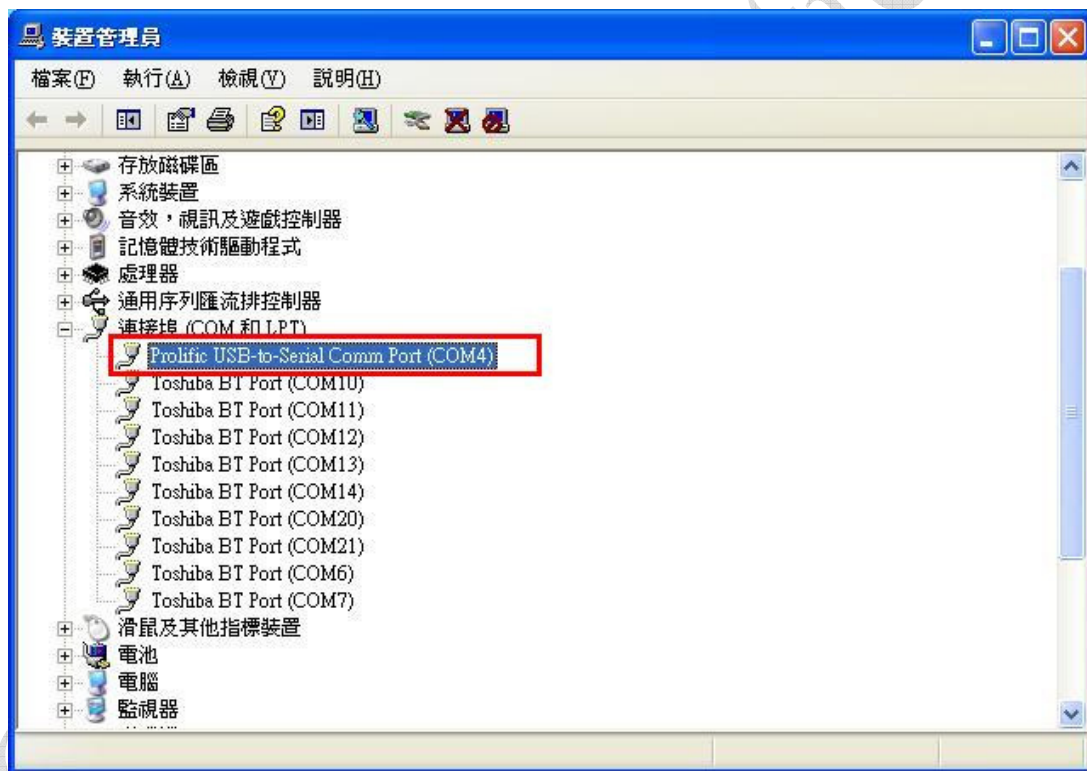 裝置管理員
檔案(F) 執行(A) 檢視(V) 說明(H)
存放磁碟區
系統裝置
音效，視訊及遊戲控制器
記憶體技術驅動程式
處理器
通用序列匯流排控制器
連接埠 (COM 和 LPT)
Prolific USB-to-Serial Comm Port (COM4)
Toshiba BT Port (COM10)
Toshiba BT Port (COM11)
Toshiba BT Port (COM12)
Toshiba BT Port (COM13)
Toshiba BT Port (COM14)
Toshiba BT Port (COM20)
Toshiba BT Port (COM21)
Toshiba BT Port (COM6)
Toshiba BT Port (COM7)
滑鼠及其他指標裝置
電池
電腦
監視器